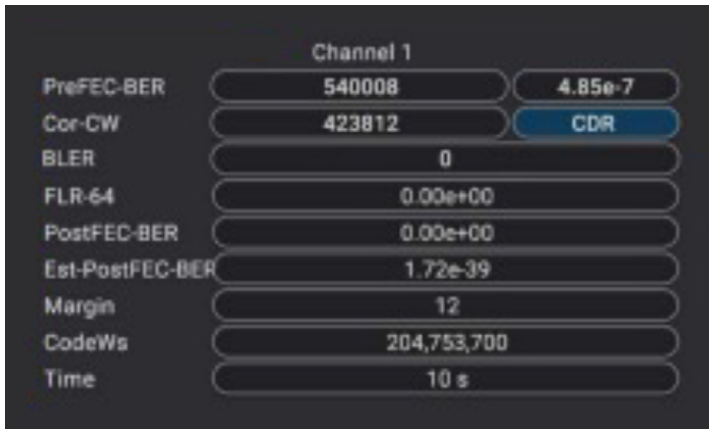 Channel 1
PreFEC-BER 540008 4.85e-7
Cor-CW 423812 CDR
BLER 0
FLR-64 0.00e+00
PostFEC-BER 0.00e+00
Est-PostFEC-BER 1.72e-39
Margin 12
CodeWs 204,753,700
Time 10 s